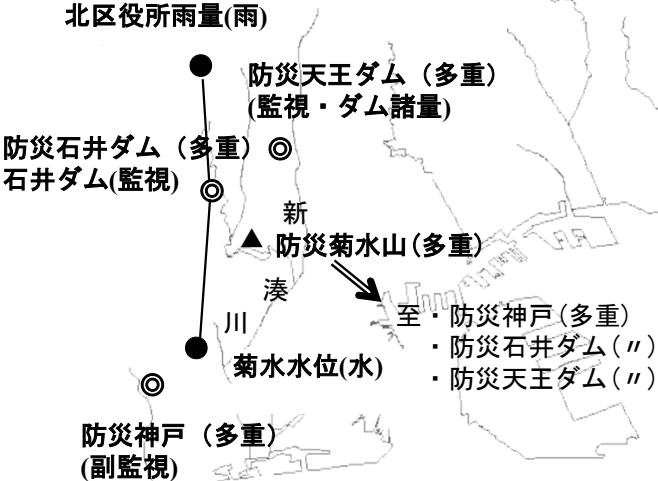 北区役所雨量(雨)
防災天王ダム（多重）
(監視・ダム諸量)
防災石井ダム（多重）
石井ダム(監視)
新
防災菊水山(多重)
湊
川
至・防災神戸(多重)
・防災石井ダム(〃)
・防災天王ダム(〃)
菊水水位(水)
防災神戸（多重）
(副監視)